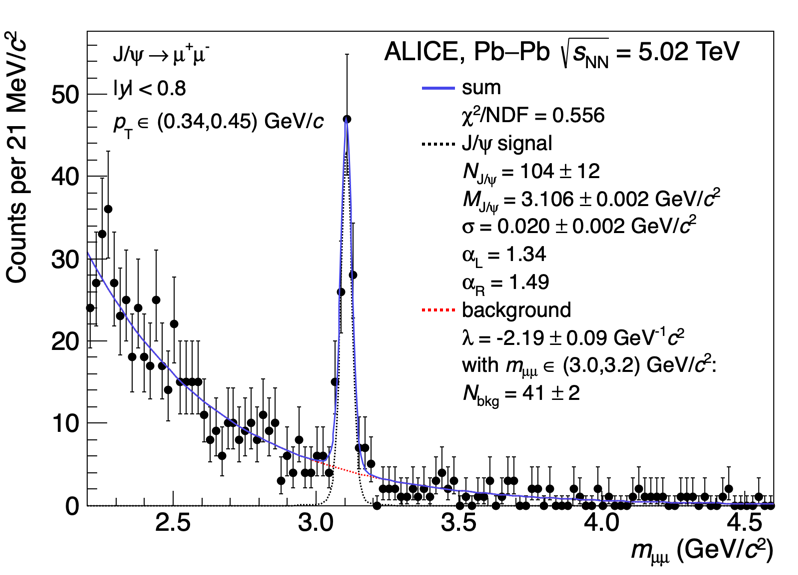 Counts per 21 MeV/c²
J/ψ → μ⁺μ⁻
|y| < 0.8
p_T ∈ (0.34,0.45) GeV/c
ALICE, Pb–Pb √s_NN = 5.02 TeV
sum
χ²/NDF = 0.556
J/ψ signal
N_J/ψ = 104 ± 12
M_J/ψ = 3.106 ± 0.002 GeV/c²
σ = 0.020 ± 0.002 GeV/c²
α_L = 1.34
α_R = 1.49
background
λ = -2.19 ± 0.09 GeV⁻¹c²
with m_μμ ∈ (3.0,3.2) GeV/c²:
N_bkg = 41 ± 2
50
40
30
20
10
0
2.5 3.0 3.5 4.0 4.5
m_μμ (GeV/c²)